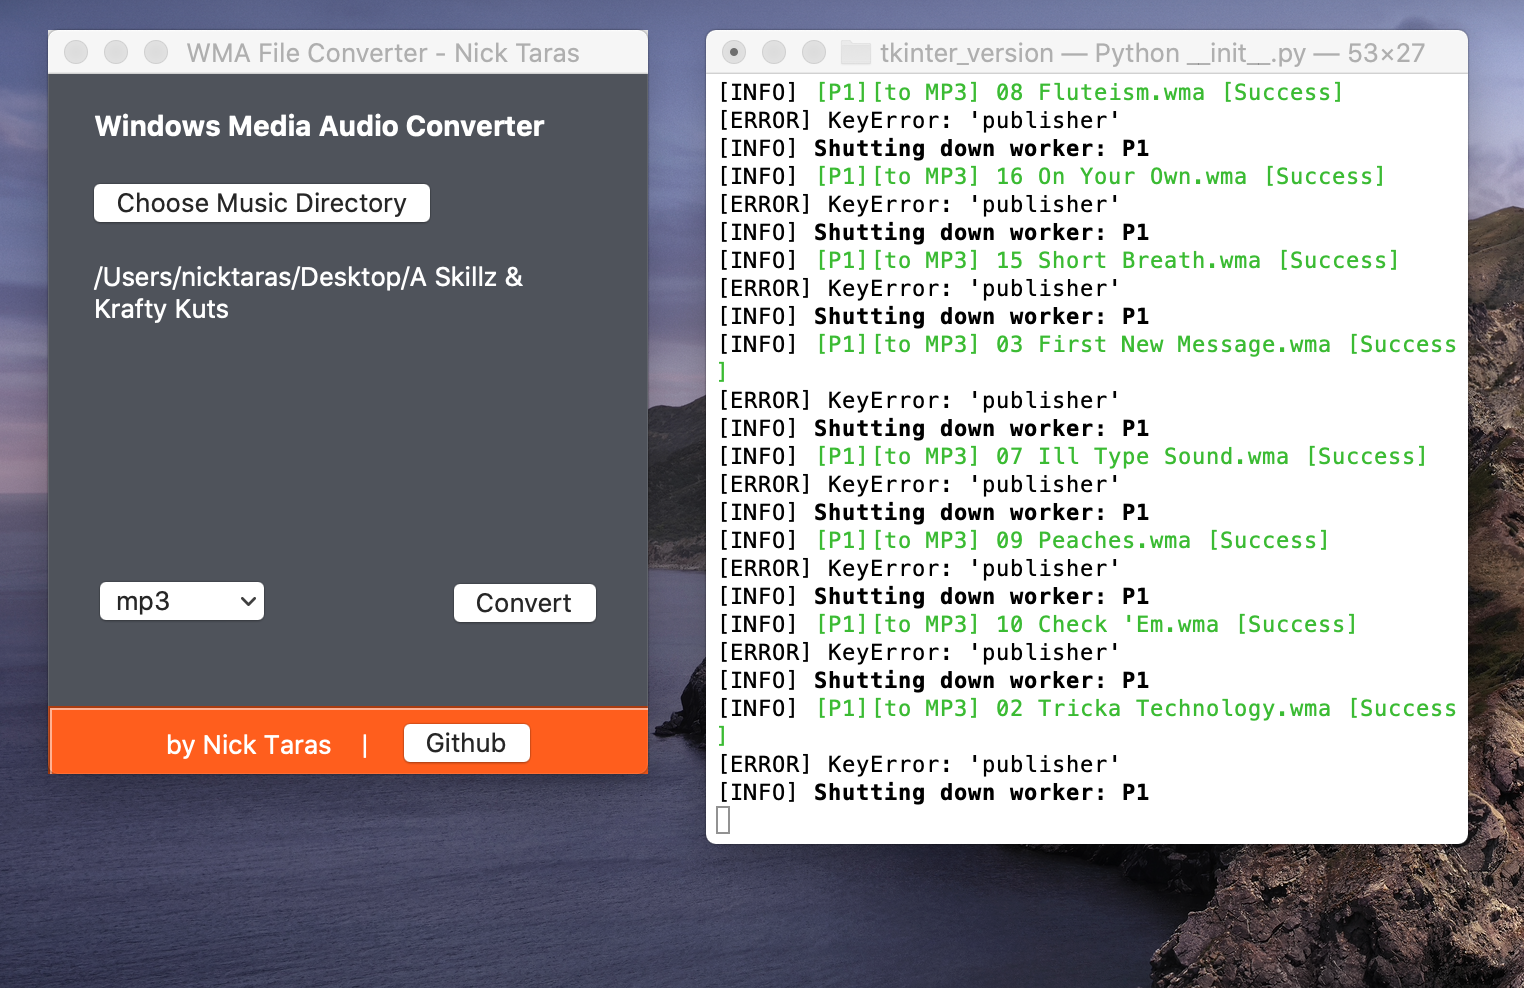 WMA File Converter - Nick Taras
Windows Media Audio Converter
Choose Music Directory
/Users/nicktaras/Desktop/A Skillz &
Krafty Kuts
mp3
Convert
by Nick Taras |
Github
tkinter_version — Python __init__.py — 53×27
[INFO] [P1][to MP3] 08 Fluteism.wma [Success]
[ERROR] KeyError: 'publisher'
[INFO] Shutting down worker: P1
[INFO] [P1][to MP3] 16 On Your Own.wma [Success]
[ERROR] KeyError: 'publisher'
[INFO] Shutting down worker: P1
[INFO] [P1][to MP3] 15 Short Breath.wma [Success]
[ERROR] KeyError: 'publisher'
[INFO] Shutting down worker: P1
[INFO] [P1][to MP3] 03 First New Message.wma [Success
]
[ERROR] KeyError: 'publisher'
[INFO] Shutting down worker: P1
[INFO] [P1][to MP3] 07 Ill Type Sound.wma [Success]
[ERROR] KeyError: 'publisher'
[INFO] Shutting down worker: P1
[INFO] [P1][to MP3] 09 Peaches.wma [Success]
[ERROR] KeyError: 'publisher'
[INFO] Shutting down worker: P1
[INFO] [P1][to MP3] 10 Check 'Em.wma [Success]
[ERROR] KeyError: 'publisher'
[INFO] Shutting down worker: P1
[INFO] [P1][to MP3] 02 Tricka Technology.wma [Success
]
[ERROR] KeyError: 'publisher'
[INFO] Shutting down worker: P1